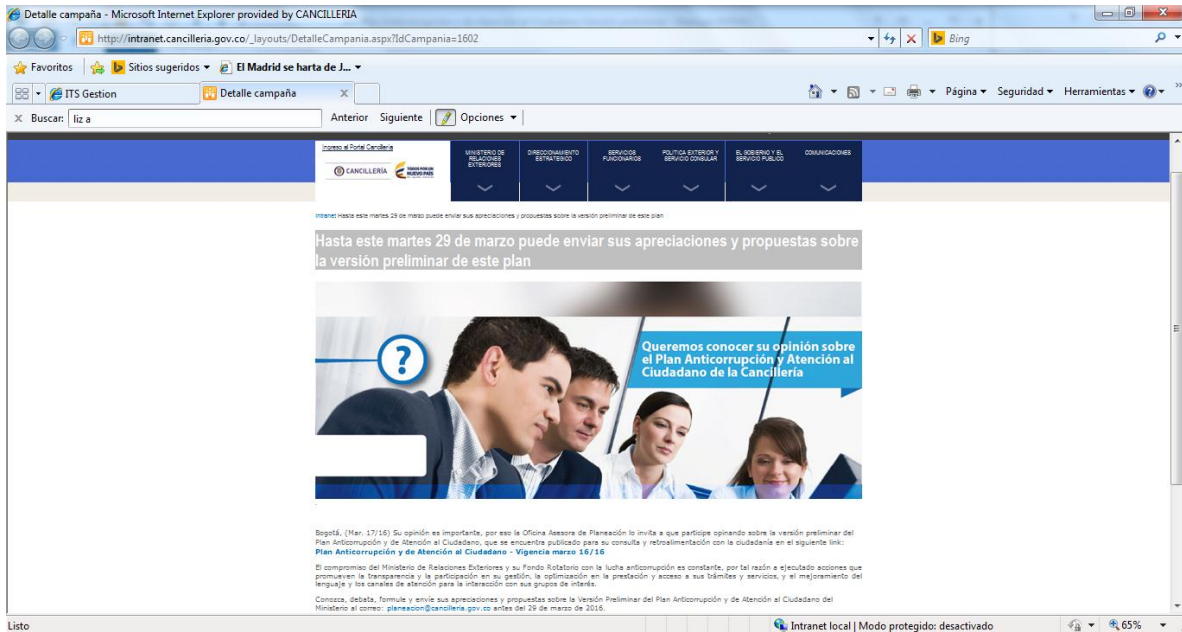 Detalle campaña - Microsoft Internet Explorer provided by CANCILLERIA
http://intranet.cancilleria.gov.co/_layouts/DetalleCampania.aspx?IdCampania=1602
Bing
Favoritos
Sitios sugeridos
El Madrid se harta de J...
ITS Gestion
Detalle campaña
X
Página
Seguridad
Herramientas
X Buscar: liz a
Anterior
Siguiente
Opciones
Ingreso al Portal Cancillería
CANCILLERÍA
TODOS POR UN
NUEVO PAÍS
MINISTERIO DE
RELACIONES
EXTERIORES
DIRECCIONAMIENTO
ESTRATEGICO
SERVICIOS
FUNCIONARIOS
POLITICA EXTERIOR Y
SERVICIO CONSULAR
EL GOBIERNO Y EL
SERVICIO PUBLICO
COMUNICACIONES
Intranet Hasta este martes 29 de marzo puede enviar sus apreciaciones y propuestas sobre la versión preliminar de este plan
Hasta este martes 29 de marzo puede enviar sus apreciaciones y propuestas sobre
la versión preliminar de este plan
?
Queremos conocer su opinión sobre
el Plan Anticorrupción y Atención al
Ciudadano de la Cancillería
Bogotá, (Mar. 17/16) Su opinión es importante, por eso la Oficina Asesora de Planeación lo invita a que participe opinando sobre la versión preliminar del
Plan Anticorrupción y de Atención al Ciudadano, que se encuentra publicado para su consulta y retroalimentación con la ciudadanía en el siguiente link:
Plan Anticorrupción y de Atención al Ciudadano - Vigencia marzo 16/16
El compromiso del Ministerio de Relaciones Exteriores y su Fondo Rotatorio con la lucha anticorrupción es constante, por tal razón a ejecutado acciones que
promueven la transparencia y la participación en su gestión, la optimización en la prestación y acceso a sus trámites y servicios, y el mejoramiento del
lenguaje y los canales de atención para la interacción con sus grupos de interés.
Conozca, debata, formule y envíe sus apreciaciones y propuestas sobre la Versión Preliminar del Plan Anticorrupción y de Atención al Ciudadano del
Ministerio al correo: planeacion@cancilleria.gov.co antes del 29 de marzo de 2016.
Listo
Intranet local | Modo protegido: desactivado
65%